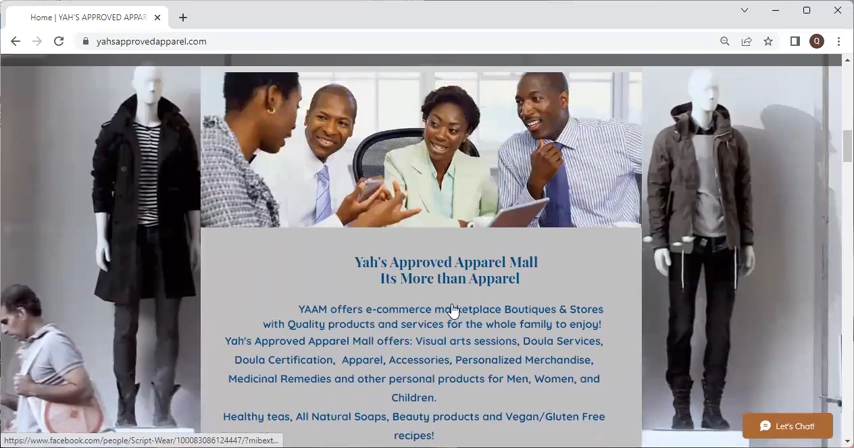 Home | YAH'S APPROVED APPAR
yahsapprovedapparel.com
Q
Yah's Approved Apparel Mall
Its More than Apparel
YAAM offers e-commerce marketplace Boutiques & Stores
with Quality products and services for the whole family to enjoy!
Yah's Approved Apparel Mall offers: Visual arts sessions, Doula Services,
Doula Certification, Apparel, Accessories, Personalized Merchandise,
Medicinal Remedies and other personal products for Men, Women, and
Children.
Healthy teas, All Natural Soaps, Beauty products and Vegan/Gluten Free
recipes!
Let's Chat!
https://www.facebook.com/people/Script-Wear/100083086124447/?mibext...